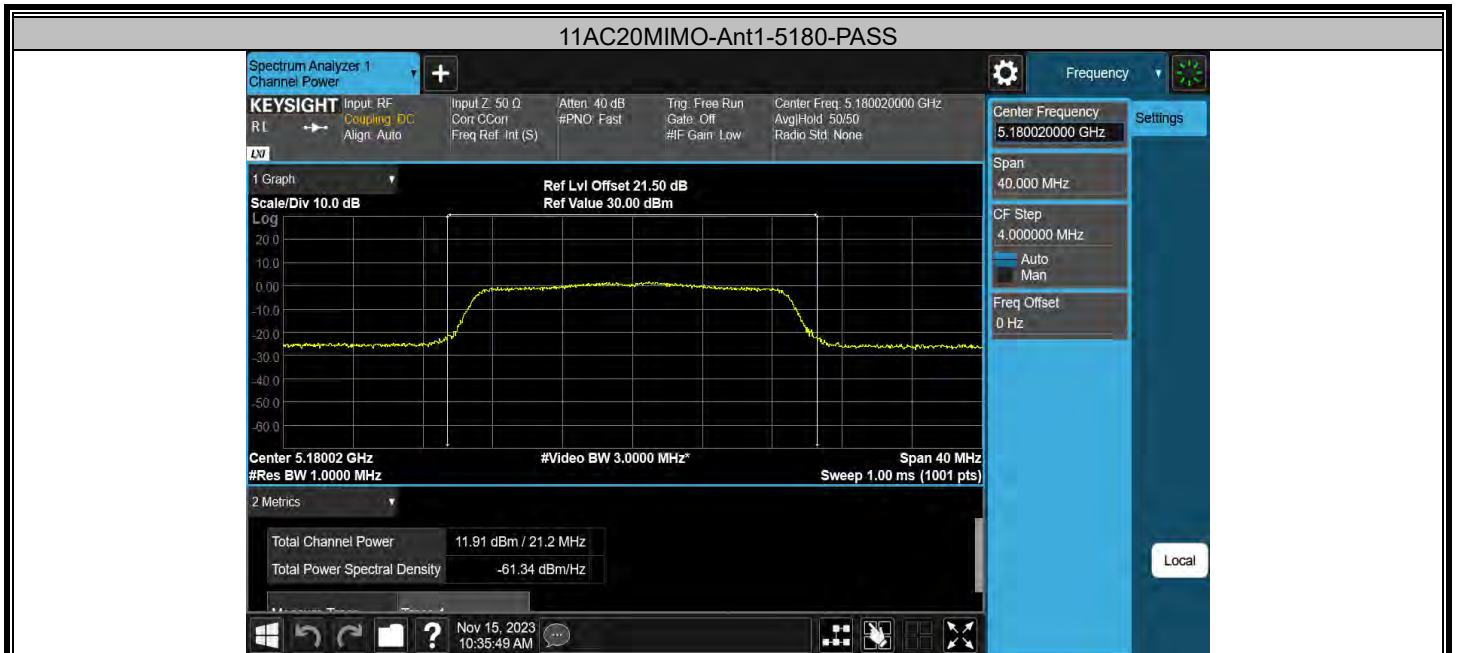 11AC20MIMO-Ant1-5180-PASS
Spectrum Analyzer 1
Channel Power
+
Frequency
KEYSIGHT
R L
LXI
Input: RF
Coupling: DC
Align: Auto
Input Z: 50 Ω
Corr CCorr
Freq Ref: Int (S)
Atten: 40 dB
#PNO: Fast
Trig: Free Run
Gate: Off
#IF Gain: Low
Center Freq: 5.180020000 GHz
Avg|Hold: 50/50
Radio Std: None
Center Frequency
5.180020000 GHz
Settings
Span
40.000 MHz
CF Step
4.000000 MHz
Auto
Man
Freq Offset
0 Hz
Local
1 Graph
Scale/Div 10.0 dB
Ref Lvl Offset 21.50 dB
Ref Value 30.00 dBm
Log
20.0
10.0
0.00
-10.0
-20.0
-30.0
-40.0
-50.0
-60.0
Center 5.18002 GHz
#Video BW 3.0000 MHz*
Span 40 MHz
#Res BW 1.0000 MHz
Sweep 1.00 ms (1001 pts)
2 Metrics
Total Channel Power 11.91 dBm / 21.2 MHz
Total Power Spectral Density -61.34 dBm/Hz
?
Nov 15, 2023
10:35:49 AM